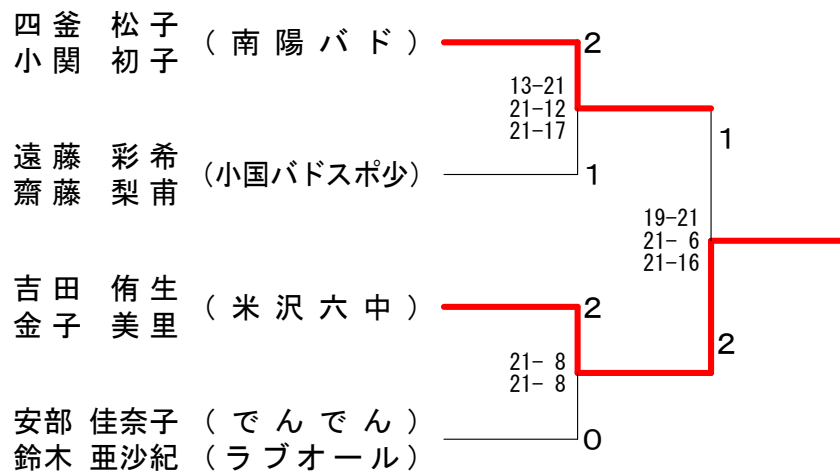 四釜 松子 (南陽バド) 2
小関 初子
13-21
21-12
21-17
1
遠藤 彩希 (小国バドスポ少) 1
齋藤 梨甫
19-21
21- 6
21-16
吉田 侑生 (米沢六中) 2
金子 美里
2
21- 8
21- 8
安部 佳奈子 (でんでん) 0
鈴木 亜沙紀 (ラブオール)